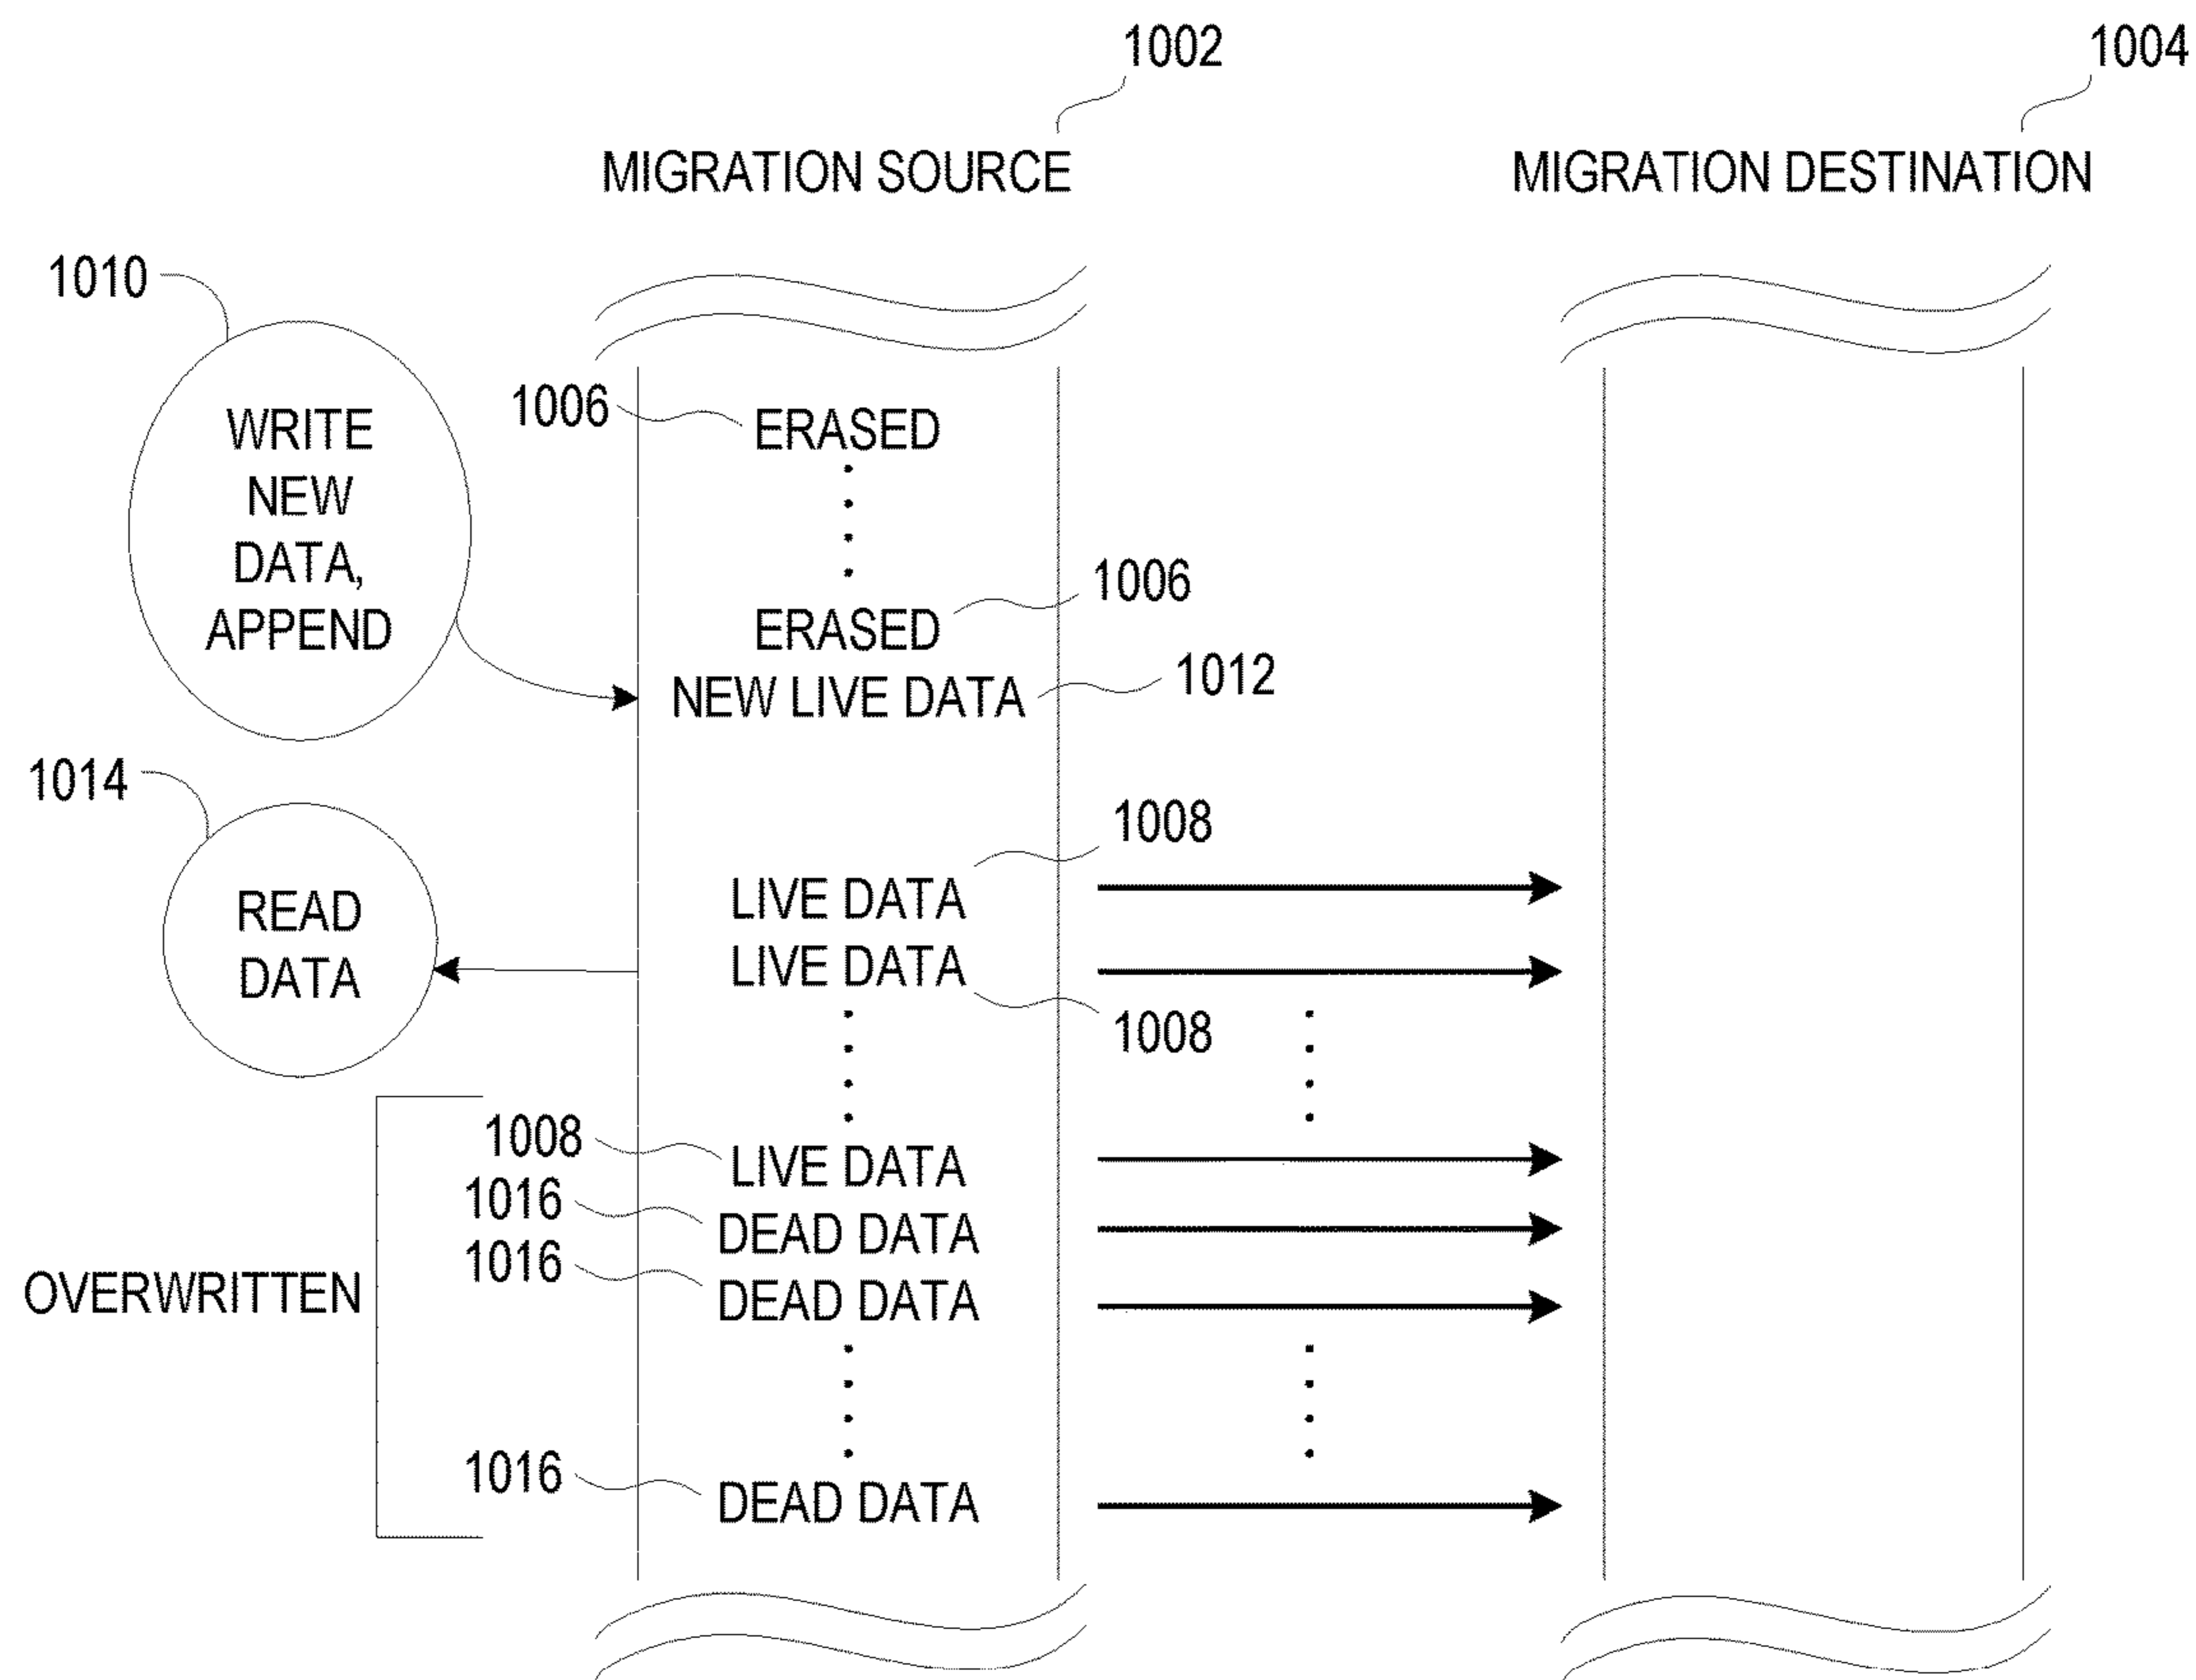 1002
1004
MIGRATION SOURCE
MIGRATION DESTINATION
1010
WRITE
NEW
DATA,
APPEND
1006
ERASED
1006
ERASED
NEW LIVE DATA
1012
1014
READ
DATA
1008
LIVE DATA
LIVE DATA
1008
1008
LIVE DATA
1016
DEAD DATA
1016
DEAD DATA
OVERWRITTEN
1016
DEAD DATA